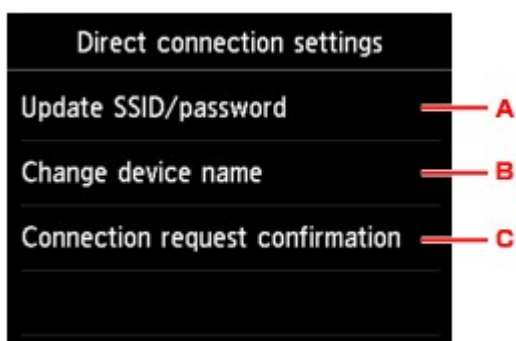 Direct connection settings
Update SSID/password A
Change device name B
Connection request confirmation C